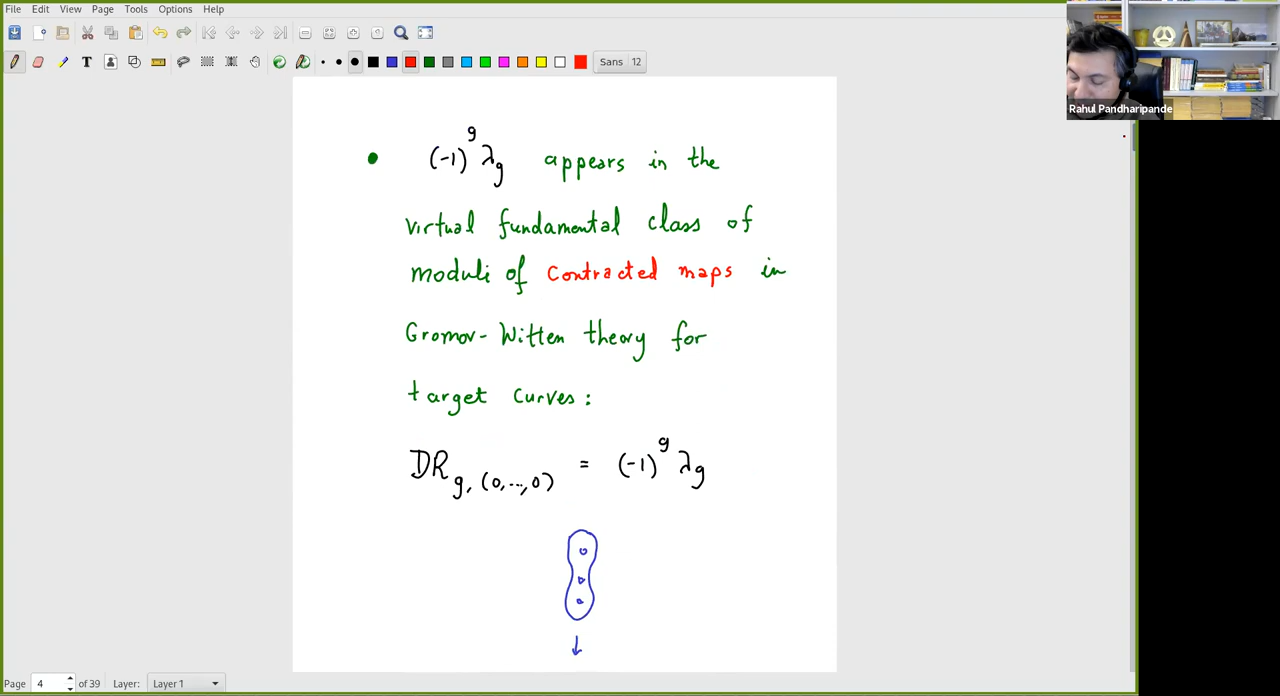 File Edit View Page Tools Options Help
Sans 12
Rahul Pandharipande
• (-1)^g λ_g appears in the
virtual fundamental class of
moduli of contracted maps in
Gromov-Witten theory for
target curves:
DR_{g, (0,...,0)} = (-1)^g λ_g
↓
Page 4 of 39 Layer: Layer 1